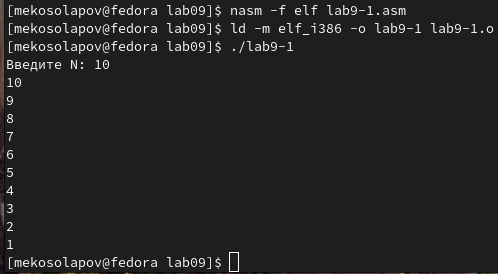 [mekosolapov@fedora lab09]$ nasm -f elf lab9-1.asm
[mekosolapov@fedora lab09]$ ld -m elf_i386 -o lab9-1 lab9-1.o
[mekosolapov@fedora lab09]$ ./lab9-1
Введите N: 10
10
9
8
7
6
5
4
3
2
1
[mekosolapov@fedora lab09]$